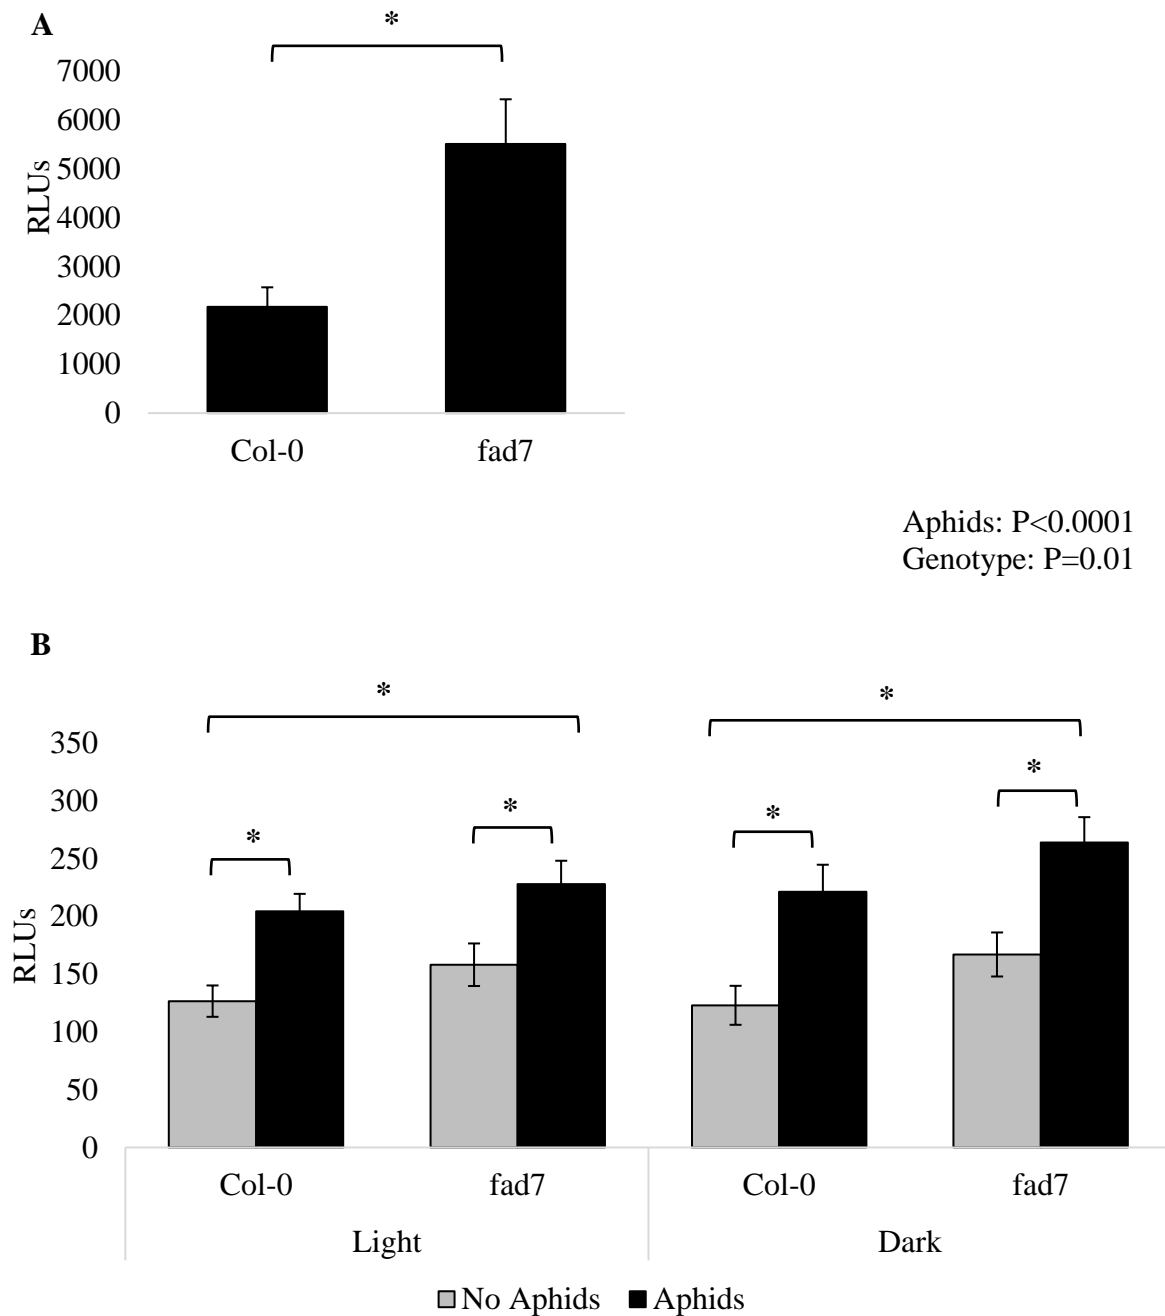 A
*
7000
6000
5000
4000
3000
2000
1000
0
RLUs
Col-0 fad7
Aphids: P<0.0001
Genotype: P=0.01
B
* *
* * * *
350
300
250
200
150
100
50
0
RLUs
Col-0 fad7 Col-0 fad7
Light Dark
No Aphids Aphids